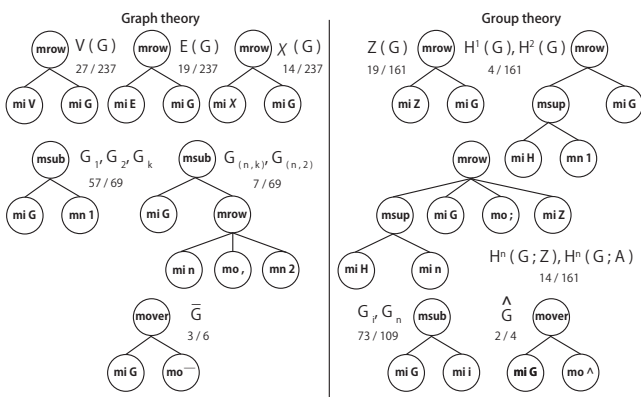 Graph theory
mrow V ( G )
27 / 237
mi V mi G
mrow E ( G )
19 / 237
mi E mi G
mrow χ ( G )
14 / 237
mi χ mi G
msub G 1, G 2, G k
57 / 69
mi G mn 1
msub G ( n , k ), G ( n , 2 )
7 / 69
mi G mrow
mi n mo , mn 2
mover G̅
3 / 6
mi G mo ¯
Group theory
Z ( G ) mrow
19 / 161
mi Z mi G
H¹ ( G ), H² ( G ) mrow
4 / 161
msup mi G
mi H mn 1
mrow
msup mi G mo ; mi Z
mi H mi n
Hⁿ ( G ; Z ), Hⁿ ( G ; A )
14 / 161
G i, G n msub
73 / 109
mi G mi i
Ĝ mover
2 / 4
mi G mo ^